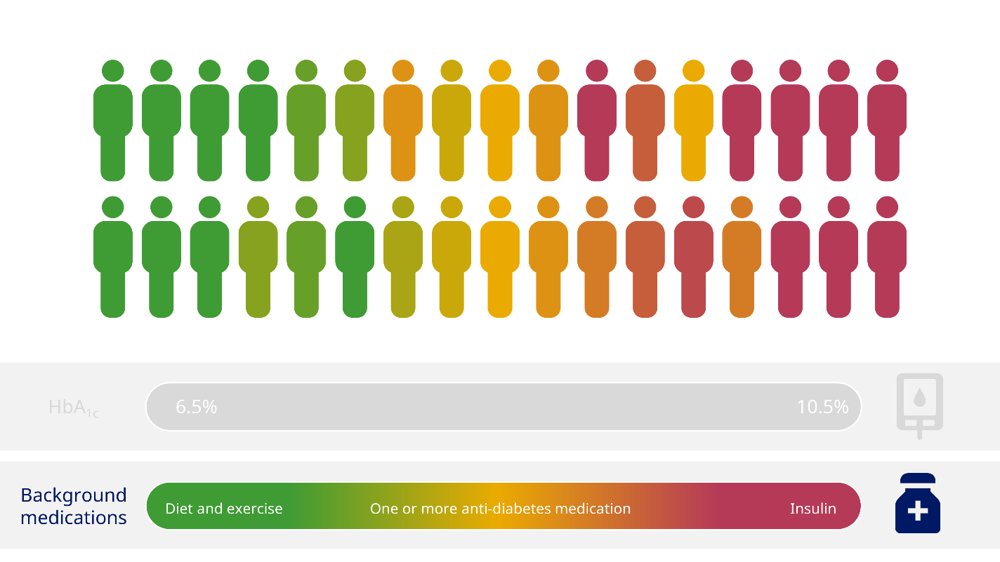 HbA1c
6.5%
10.5%
Background
medications
Diet and exercise
One or more anti-diabetes medication
Insulin